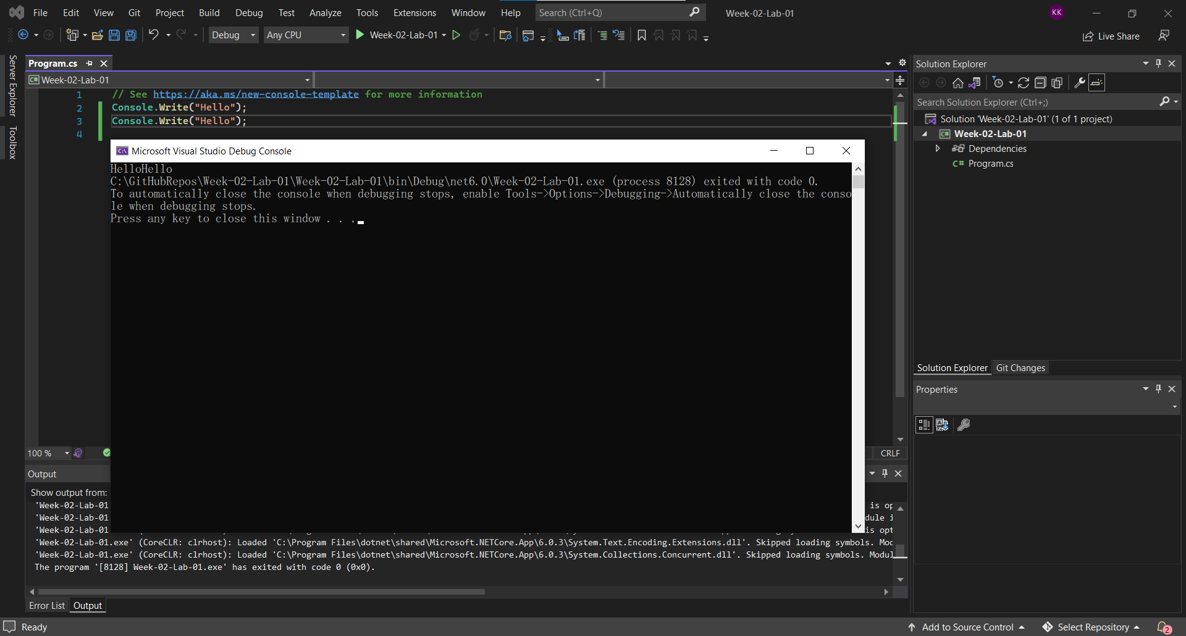 File Edit View Git Project Build Debug Test Analyze Tools Extensions Window Help Search (Ctrl+Q) Week-02-Lab-01 KK
Debug Any CPU Week-02-Lab-01 Live Share
Server Explorer
Toolbox
Program.cs
Week-02-Lab-01
1 // See https://aka.ms/new-console-template for more information
2 Console.Write("Hello");
3 Console.Write("Hello");
4
Microsoft Visual Studio Debug Console
HelloHello
C:\GitHubRepos\Week-02-Lab-01\Week-02-Lab-01\bin\Debug\net6.0\Week-02-Lab-01.exe (process 8128) exited with code 0.
To automatically close the console when debugging stops, enable Tools->Options->Debugging->Automatically close the conso
le when debugging stops.
Press any key to close this window . . .
100 % CRLF
Output
Show output from:
'Week-02-Lab-01 is op
'Week-02-Lab-01 dule i
'Week-02-Lab-01 is opt
'Week-02-Lab-01.exe' (CoreCLR: clrhost): Loaded 'C:\Program Files\dotnet\shared\Microsoft.NETCore.App\6.0.3\System.Text.Encoding.Extensions.dll'. Skipped loading symbols. Moc
'Week-02-Lab-01.exe' (CoreCLR: clrhost): Loaded 'C:\Program Files\dotnet\shared\Microsoft.NETCore.App\6.0.3\System.Collections.Concurrent.dll'. Skipped loading symbols. Modul
The program '[8128] Week-02-Lab-01.exe' has exited with code 0 (0x0).
Error List Output
Solution Explorer
Search Solution Explorer (Ctrl+;)
Solution 'Week-02-Lab-01' (1 of 1 project)
Week-02-Lab-01
Dependencies
C# Program.cs
Solution Explorer Git Changes
Properties
Ready Add to Source Control Select Repository 2